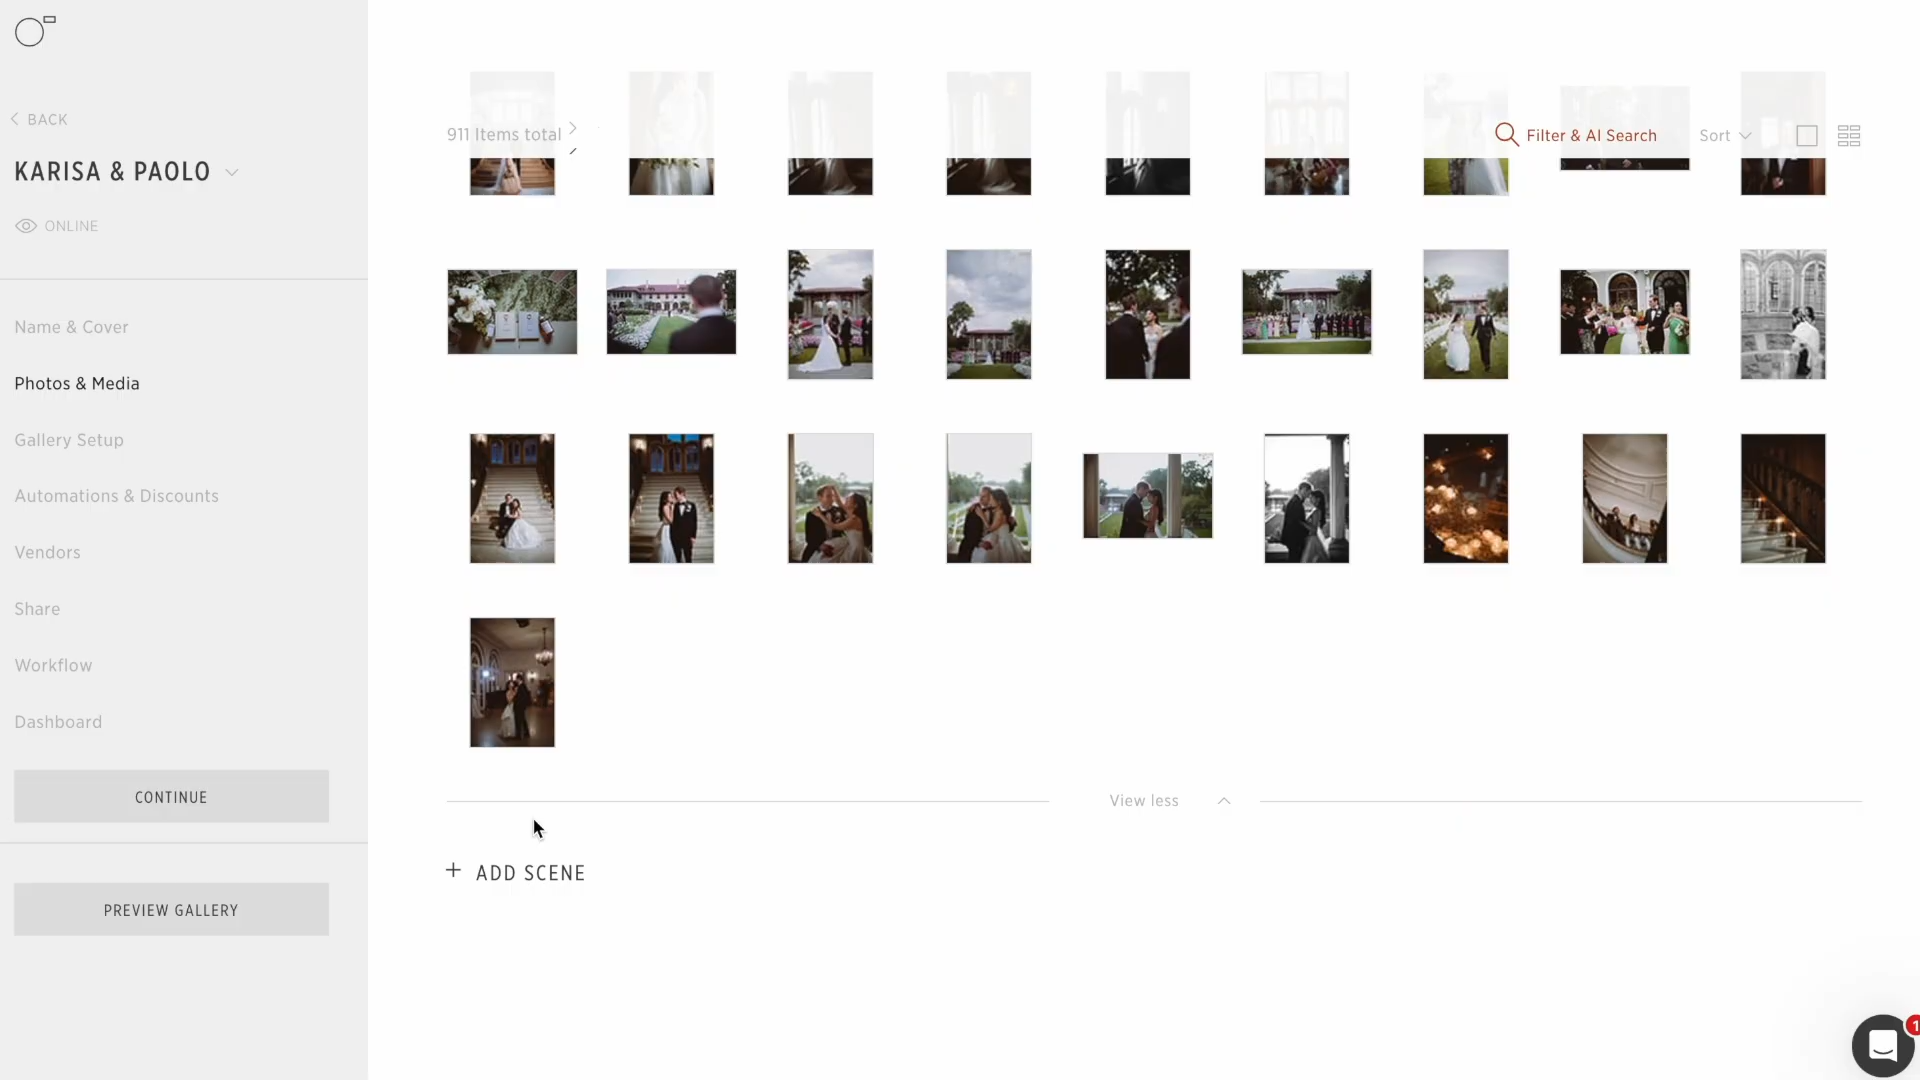 BACK
KARISA & PAOLO
ONLINE
Name & Cover
Photos & Media
Gallery Setup
Automations & Discounts
Vendors
Share
Workflow
Dashboard
CONTINUE
PREVIEW GALLERY
911 Items total
Filter & AI Search
Sort
View less
+ ADD SCENE
1